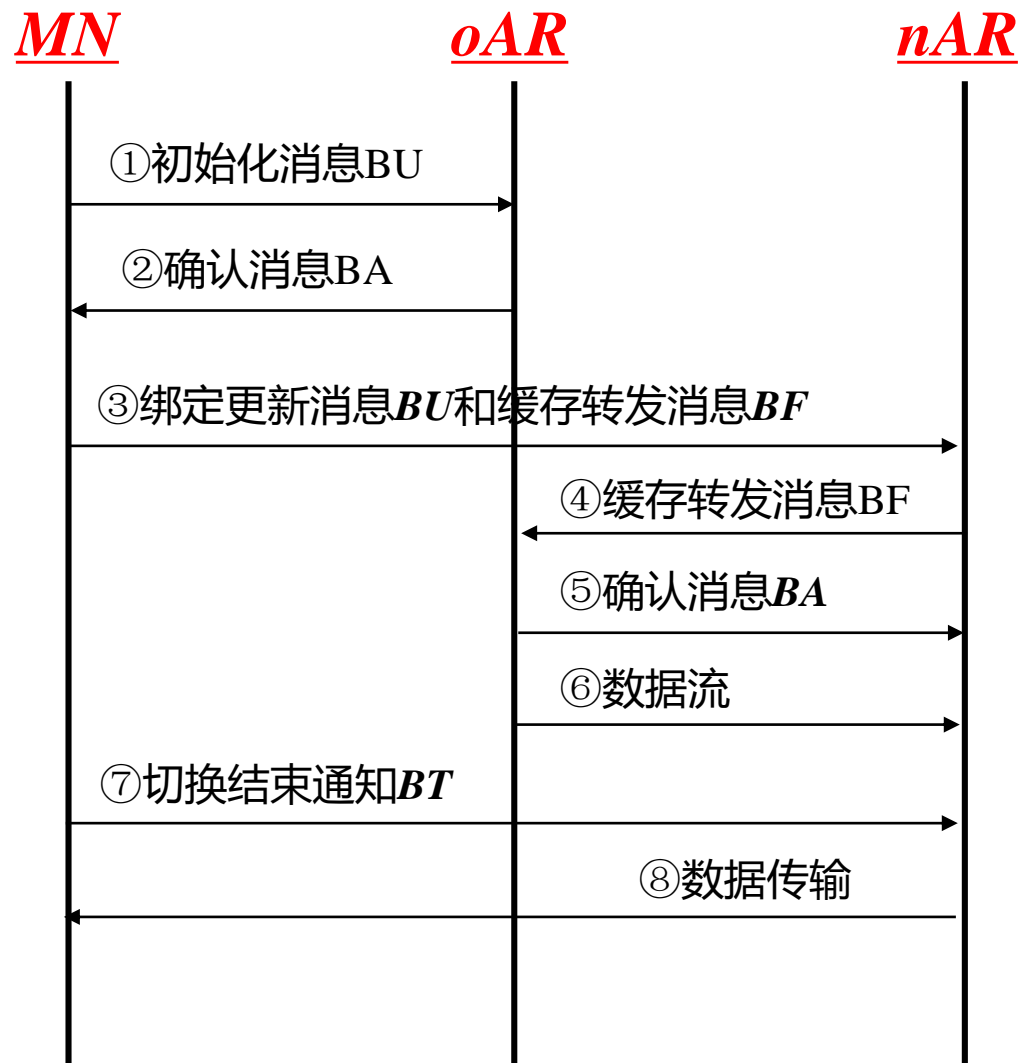 MN
oAR
nAR
①初始化消息BU
②确认消息BA
③绑定更新消息BU和缓存转发消息BF
④缓存转发消息BF
⑤确认消息BA
⑥数据流
⑦切换结束通知BT
⑧数据传输